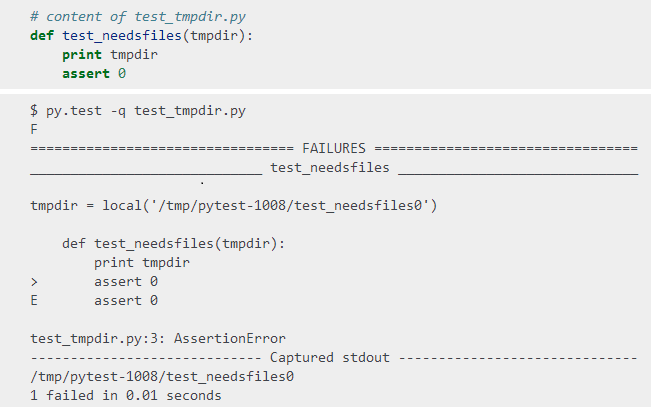 # content of test_tmpdir.py
def test_needsfiles(tmpdir):
    print tmpdir
    assert 0
$ py.test -q test_tmpdir.py
F
================================= FAILURES =================================
_____________________________ test_needsfiles ______________________________
.
tmpdir = local('/tmp/pytest-1008/test_needsfiles0')
    def test_needsfiles(tmpdir):
        print tmpdir
>       assert 0
E       assert 0
test_tmpdir.py:3: AssertionError
----------------------------- Captured stdout ------------------------------
/tmp/pytest-1008/test_needsfiles0
1 failed in 0.01 seconds